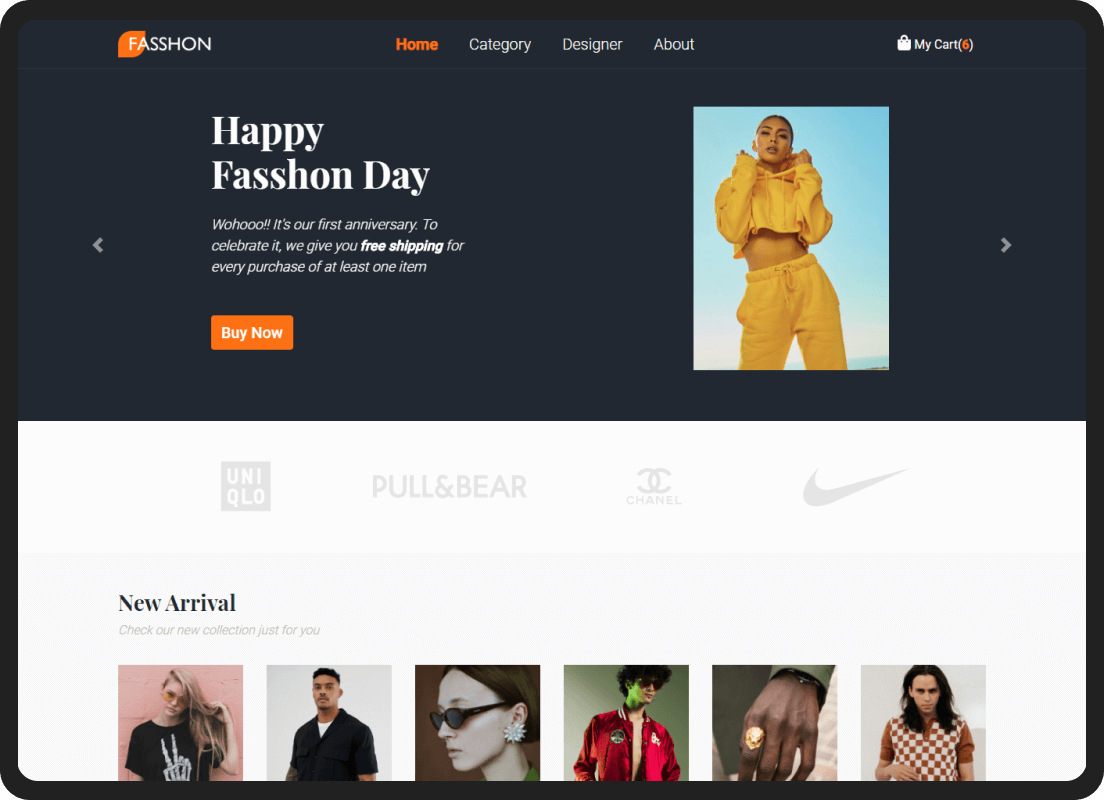 FASSHON
Home Category Designer About
My Cart(6)
Happy
Fasshon Day
Wohooo!! It's our first anniversary. To
celebrate it, we give you free shipping for
every purchase of at least one item
Buy Now
UNI
QLO
PULL&BEAR
CHANEL
New Arrival
Check our new collection just for you